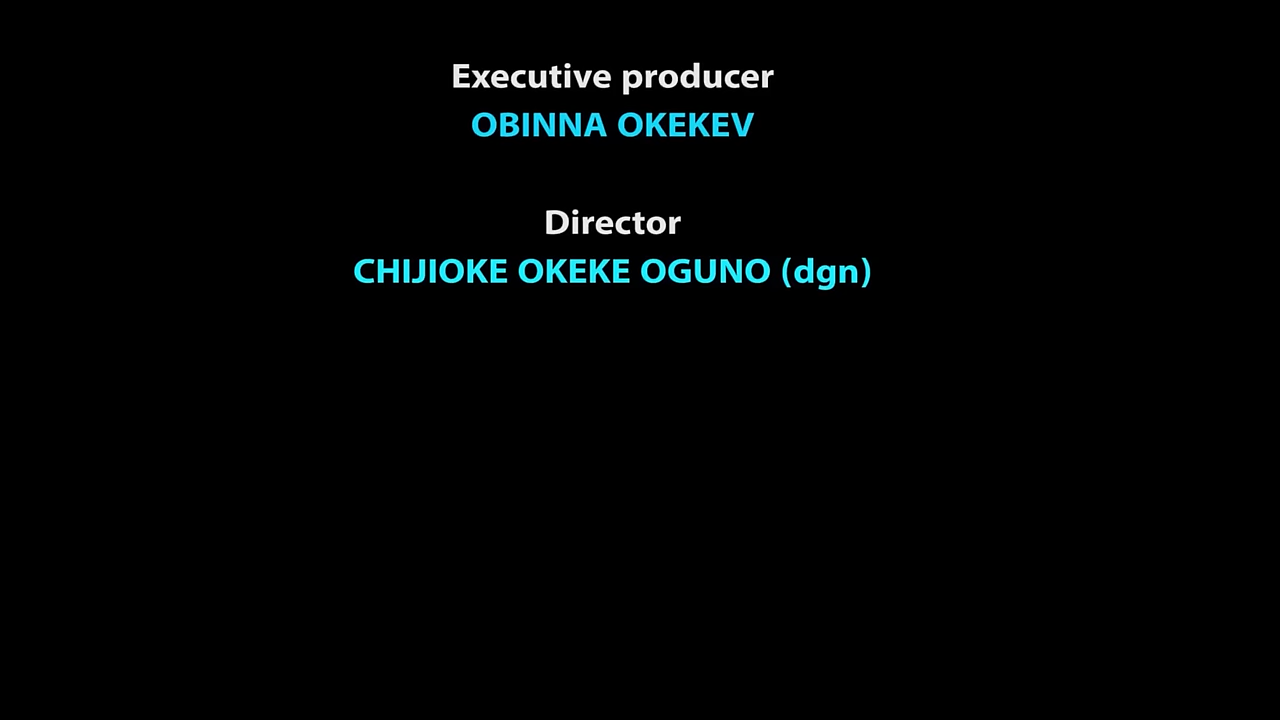 Executive producer
OBINNA OKEKEV
Director
CHIJIOKE OKEKE OGUNO (dgn)